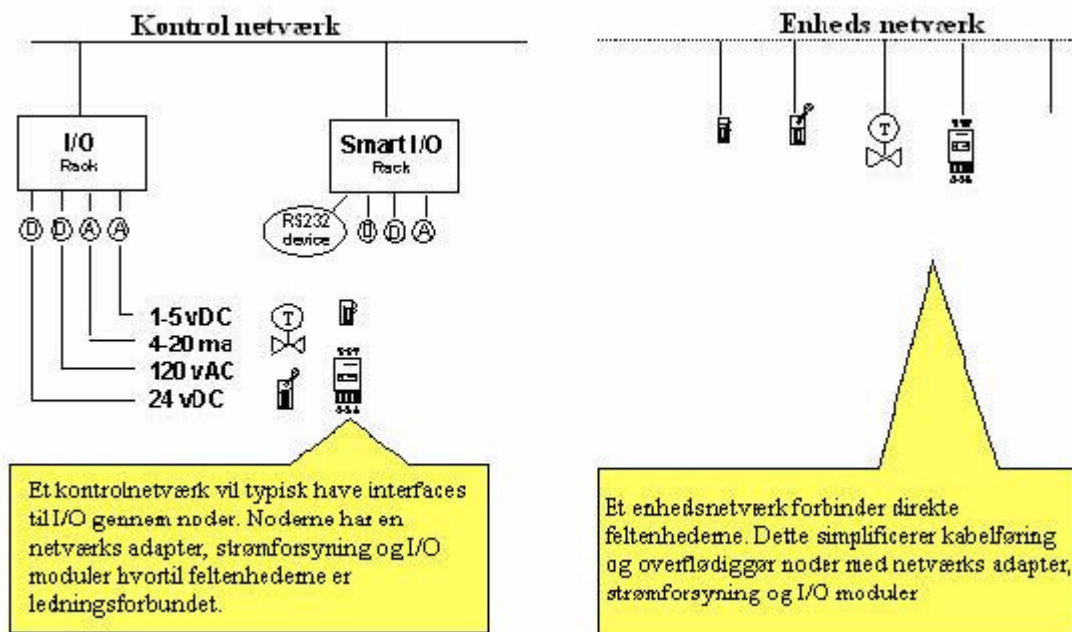 Kontrol netværk
I/O
Rack
Smart I/O
Rack
RS232
device
D D A A
D D A
1-5 vDC
4-20 ma
120 vAC
24 vDC
T
Et kontrolnetværk vil typisk have interfaces
til I/O gennem noder. Noderne har en
netværks adapter, strømforsyning og I/O
moduler hvortil feltenhederne er
ledningsforbundet.
Enheds netværk
T
Et enhedsnetværk forbinder direkte
feltenhederne. Dette simplificerer kabelføring
og overflødiggør noder med netværks adapter,
strømforsyning og I/O moduler